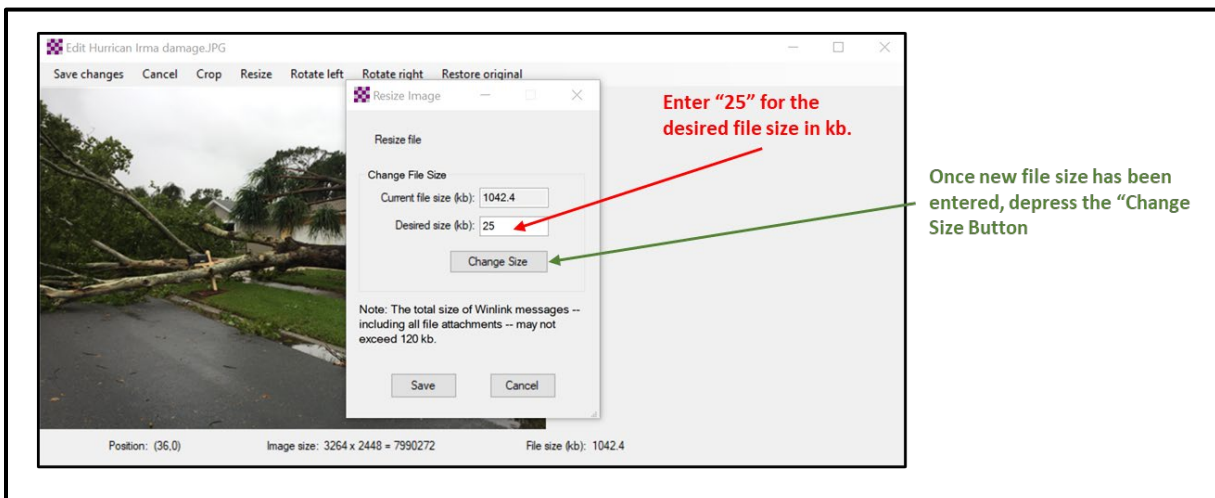 Edit Hurrican Irma damage.JPG
Save changes Cancel Crop Resize Rotate left Rotate right Restore original
Resize Image
Resize file
Change File Size
Current file size (kb): 1042.4
Desired size (kb): 25
Change Size
Note: The total size of Winlink messages --
including all file attachments -- may not
exceed 120 kb.
Save Cancel
Position: (36,0) Image size: 3264 x 2448 = 7990272 File size (kb): 1042.4
Enter “25” for the
desired file size in kb.
Once new file size has been
entered, depress the “Change
Size Button